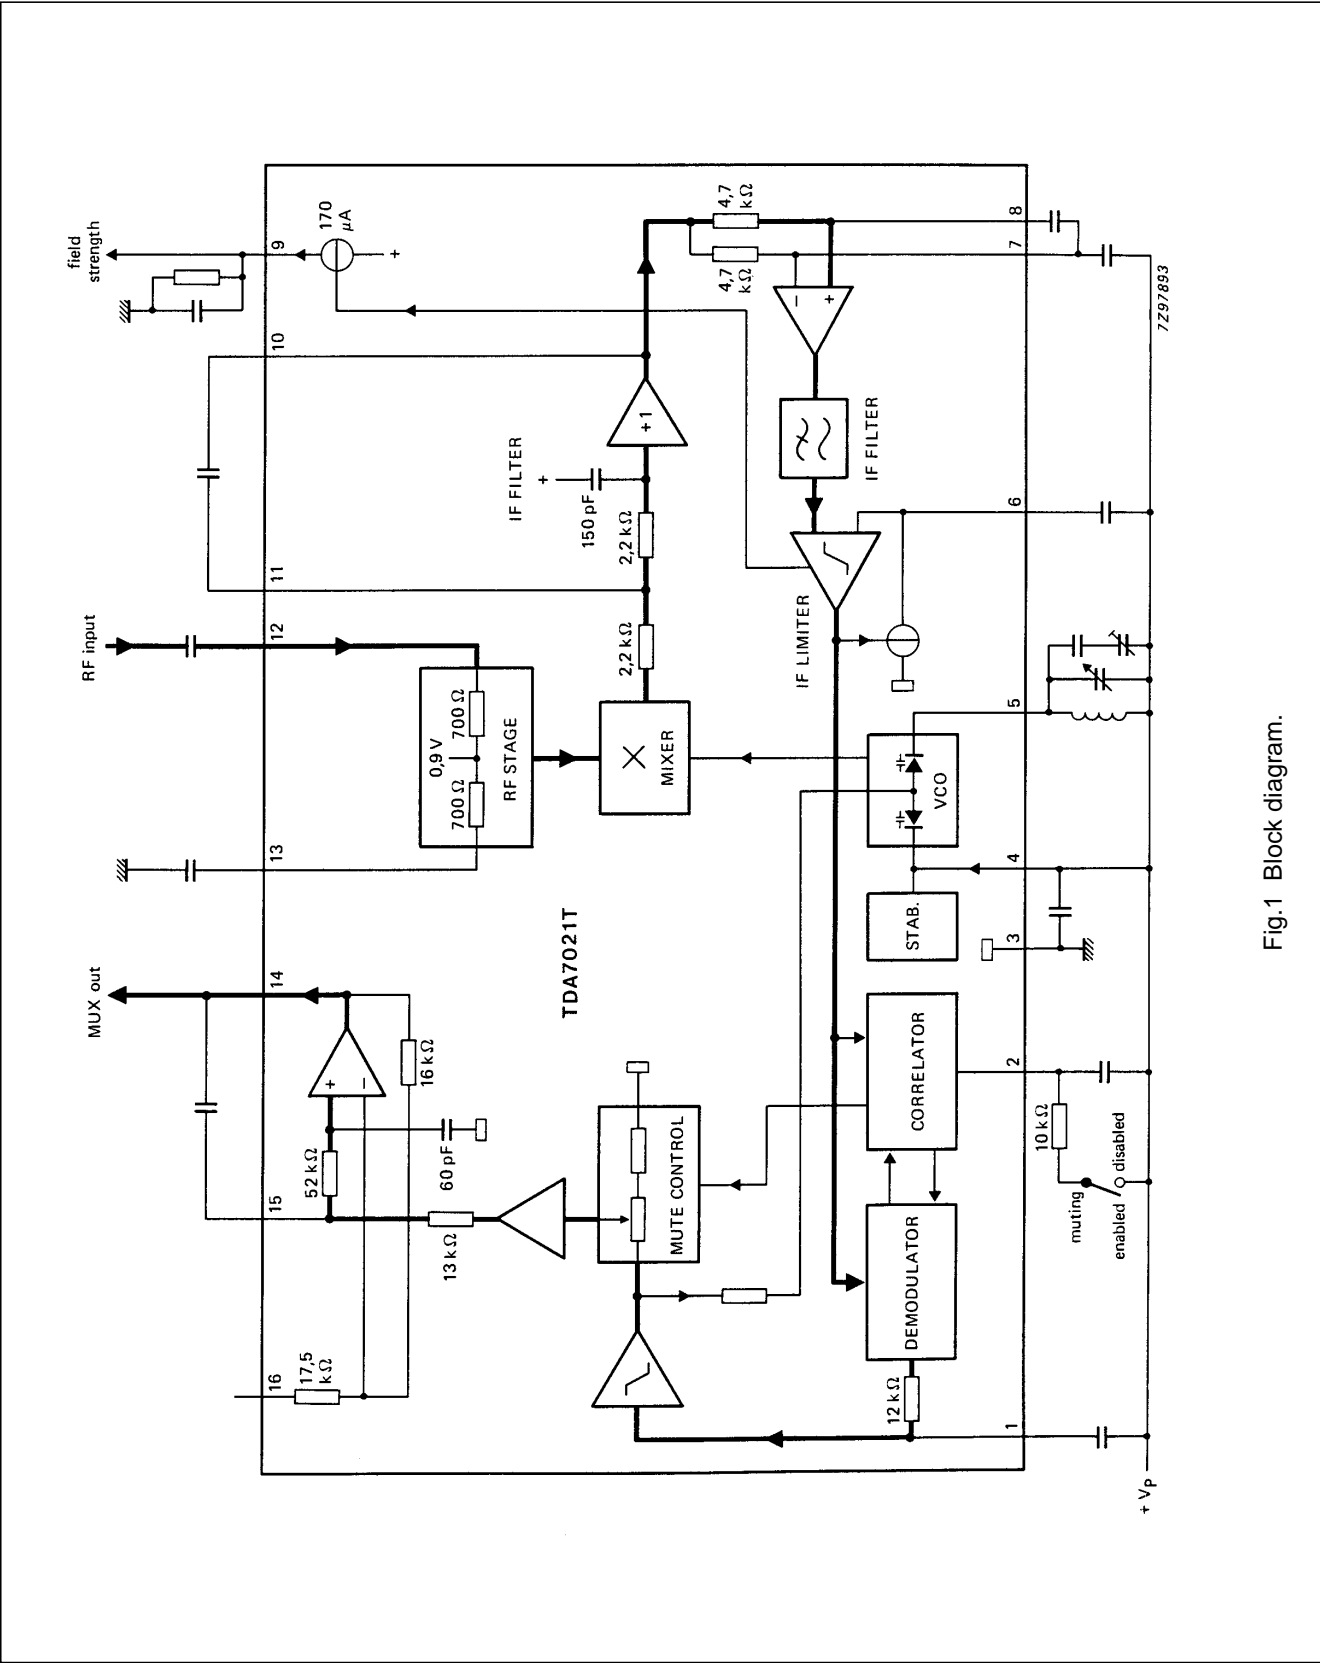 MUX out
RF input
field
strength
16
15
14
13
12
11
10
9
17,5
kΩ
52 kΩ
+
−
16 kΩ
60 pF
13 kΩ
0,9 V
700 Ω
700 Ω
RF STAGE
170
μA
+
TDA7021T
IF FILTER
+
150 pF
2,2 kΩ
2,2 kΩ
+1
4,7
kΩ
4,7
kΩ
MUTE CONTROL
MIXER
−
+
IF FILTER
IF LIMITER
12 kΩ
DEMODULATOR
CORRELATOR
STAB.
VCO
1
2
3
4
5
6
7
8
10 kΩ
muting
enabled
disabled
+ VP
7Z97893
Fig.1 Block diagram.